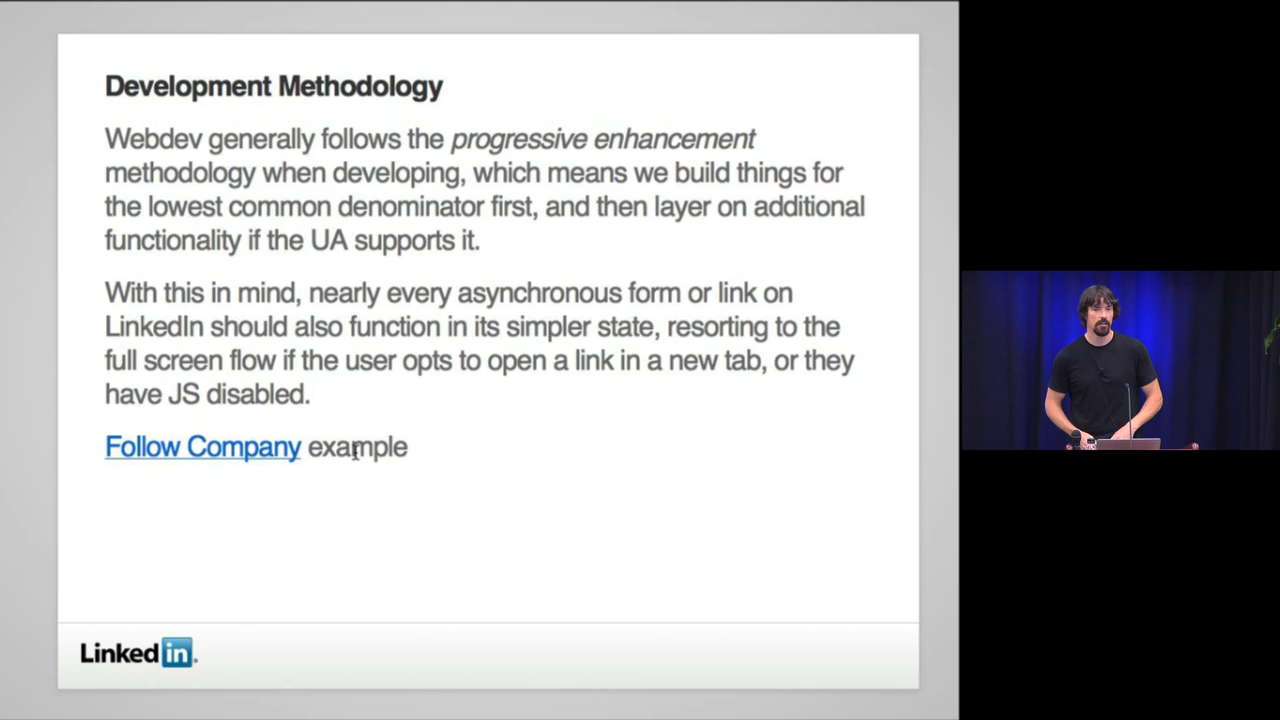 Development Methodology
Webdev generally follows the progressive enhancement
methodology when developing, which means we build things for
the lowest common denominator first, and then layer on additional
functionality if the UA supports it.
With this in mind, nearly every asynchronous form or link on
LinkedIn should also function in its simpler state, resorting to the
full screen flow if the user opts to open a link in a new tab, or they
have JS disabled.
Follow Company example
Linked in.